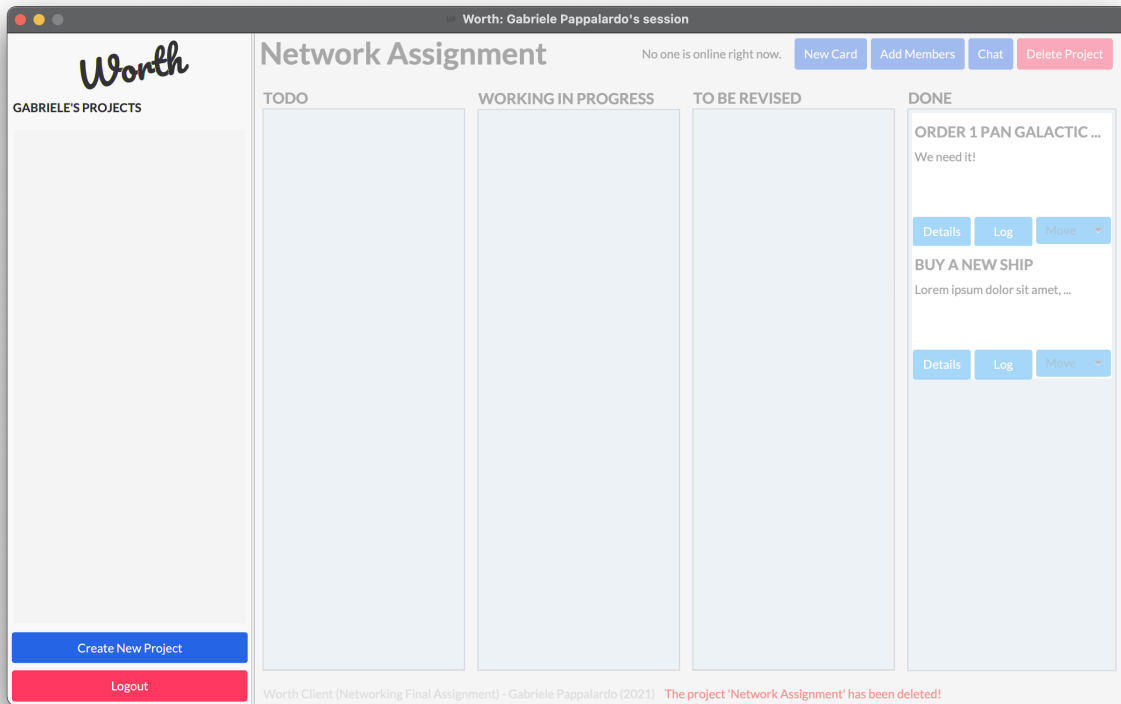 Worth: Gabriele Pappalardo's session
Worth
GABRIELE'S PROJECTS
Create New Project
Logout
Network Assignment
No one is online right now.
New Card
Add Members
Chat
Delete Project
TODO
WORKING IN PROGRESS
TO BE REVISED
DONE
ORDER 1 PAN GALACTIC ...
We need it!
Details
Log
Move
BUY A NEW SHIP
Lorem ipsum dolor sit amet, ...
Details
Log
Move
Worth Client (Networking Final Assignment) - Gabriele Pappalardo (2021)
The project 'Network Assignment' has been deleted!